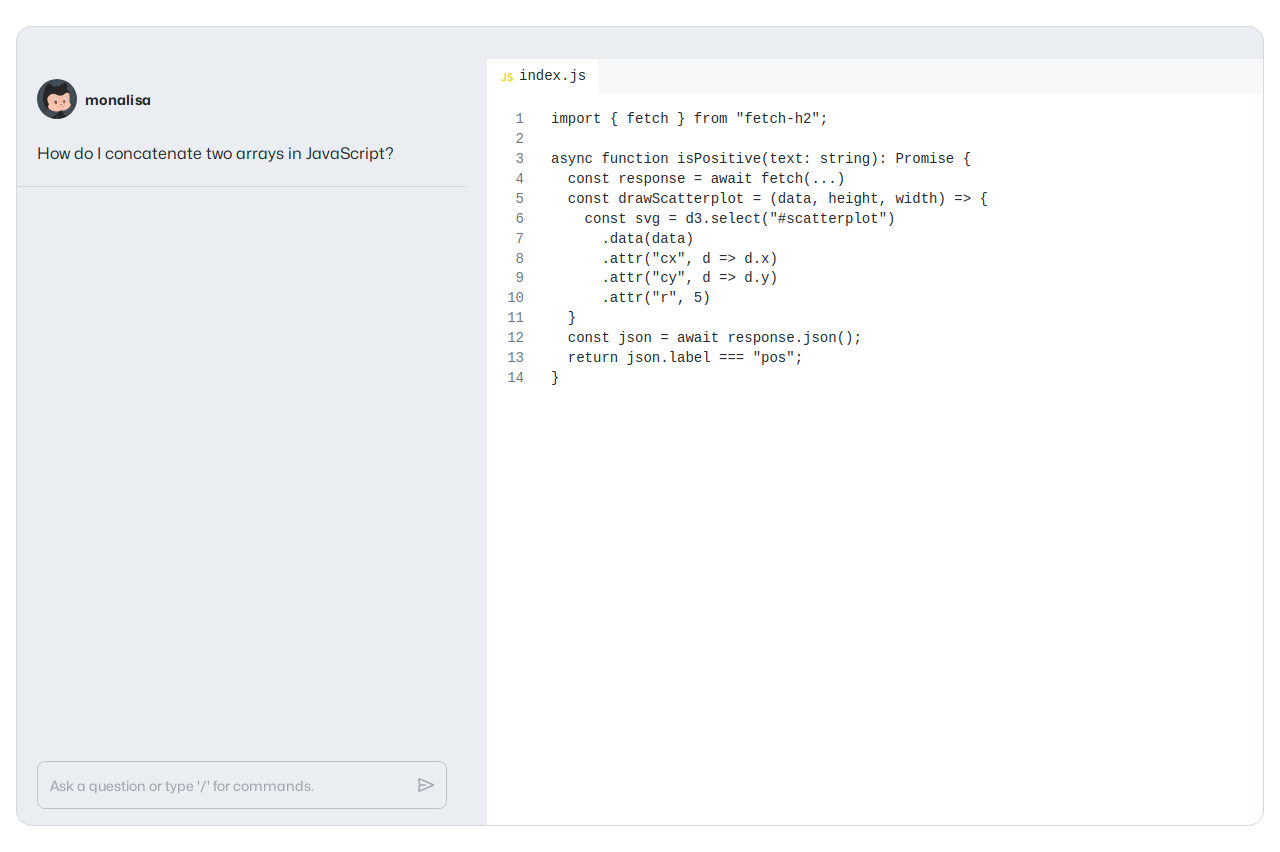 monalisa
How do I concatenate two arrays in JavaScript?
Ask a question or type '/' for commands.
JS index.js
1 import { fetch } from "fetch-h2";
2
3 async function isPositive(text: string): Promise {
4   const response = await fetch(...)
5   const drawScatterplot = (data, height, width) => {
6     const svg = d3.select("#scatterplot")
7       .data(data)
8       .attr("cx", d => d.x)
9       .attr("cy", d => d.y)
10       .attr("r", 5)
11   }
12   const json = await response.json();
13   return json.label === "pos";
14 }